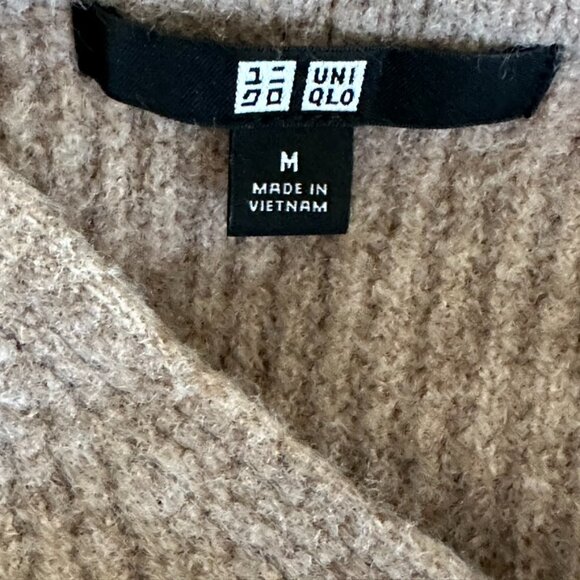 ユニ UNI
クロ QLO
M
MADE IN
VIETNAM